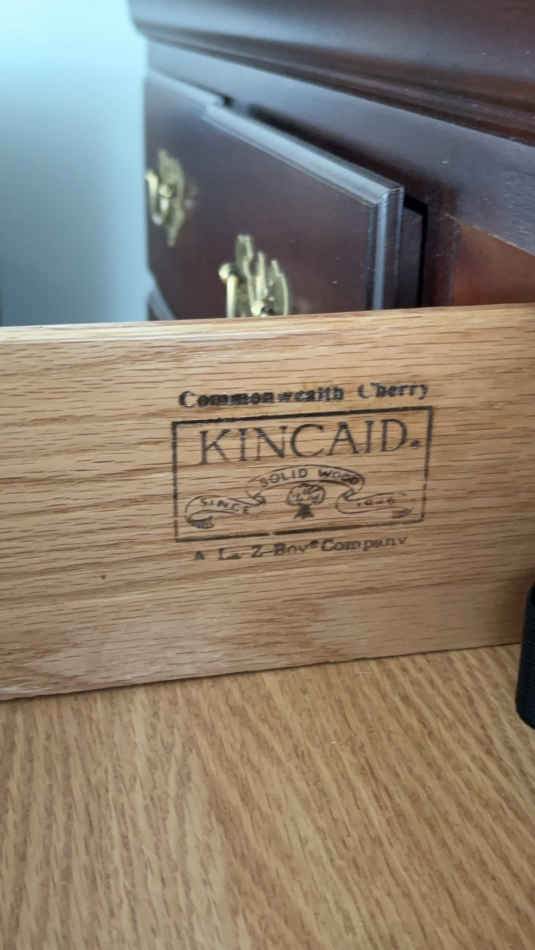 Commonwealth Cherry
KINCAID®
SOLID WOOD
SINCE 1946
A La-Z-Boy® Company